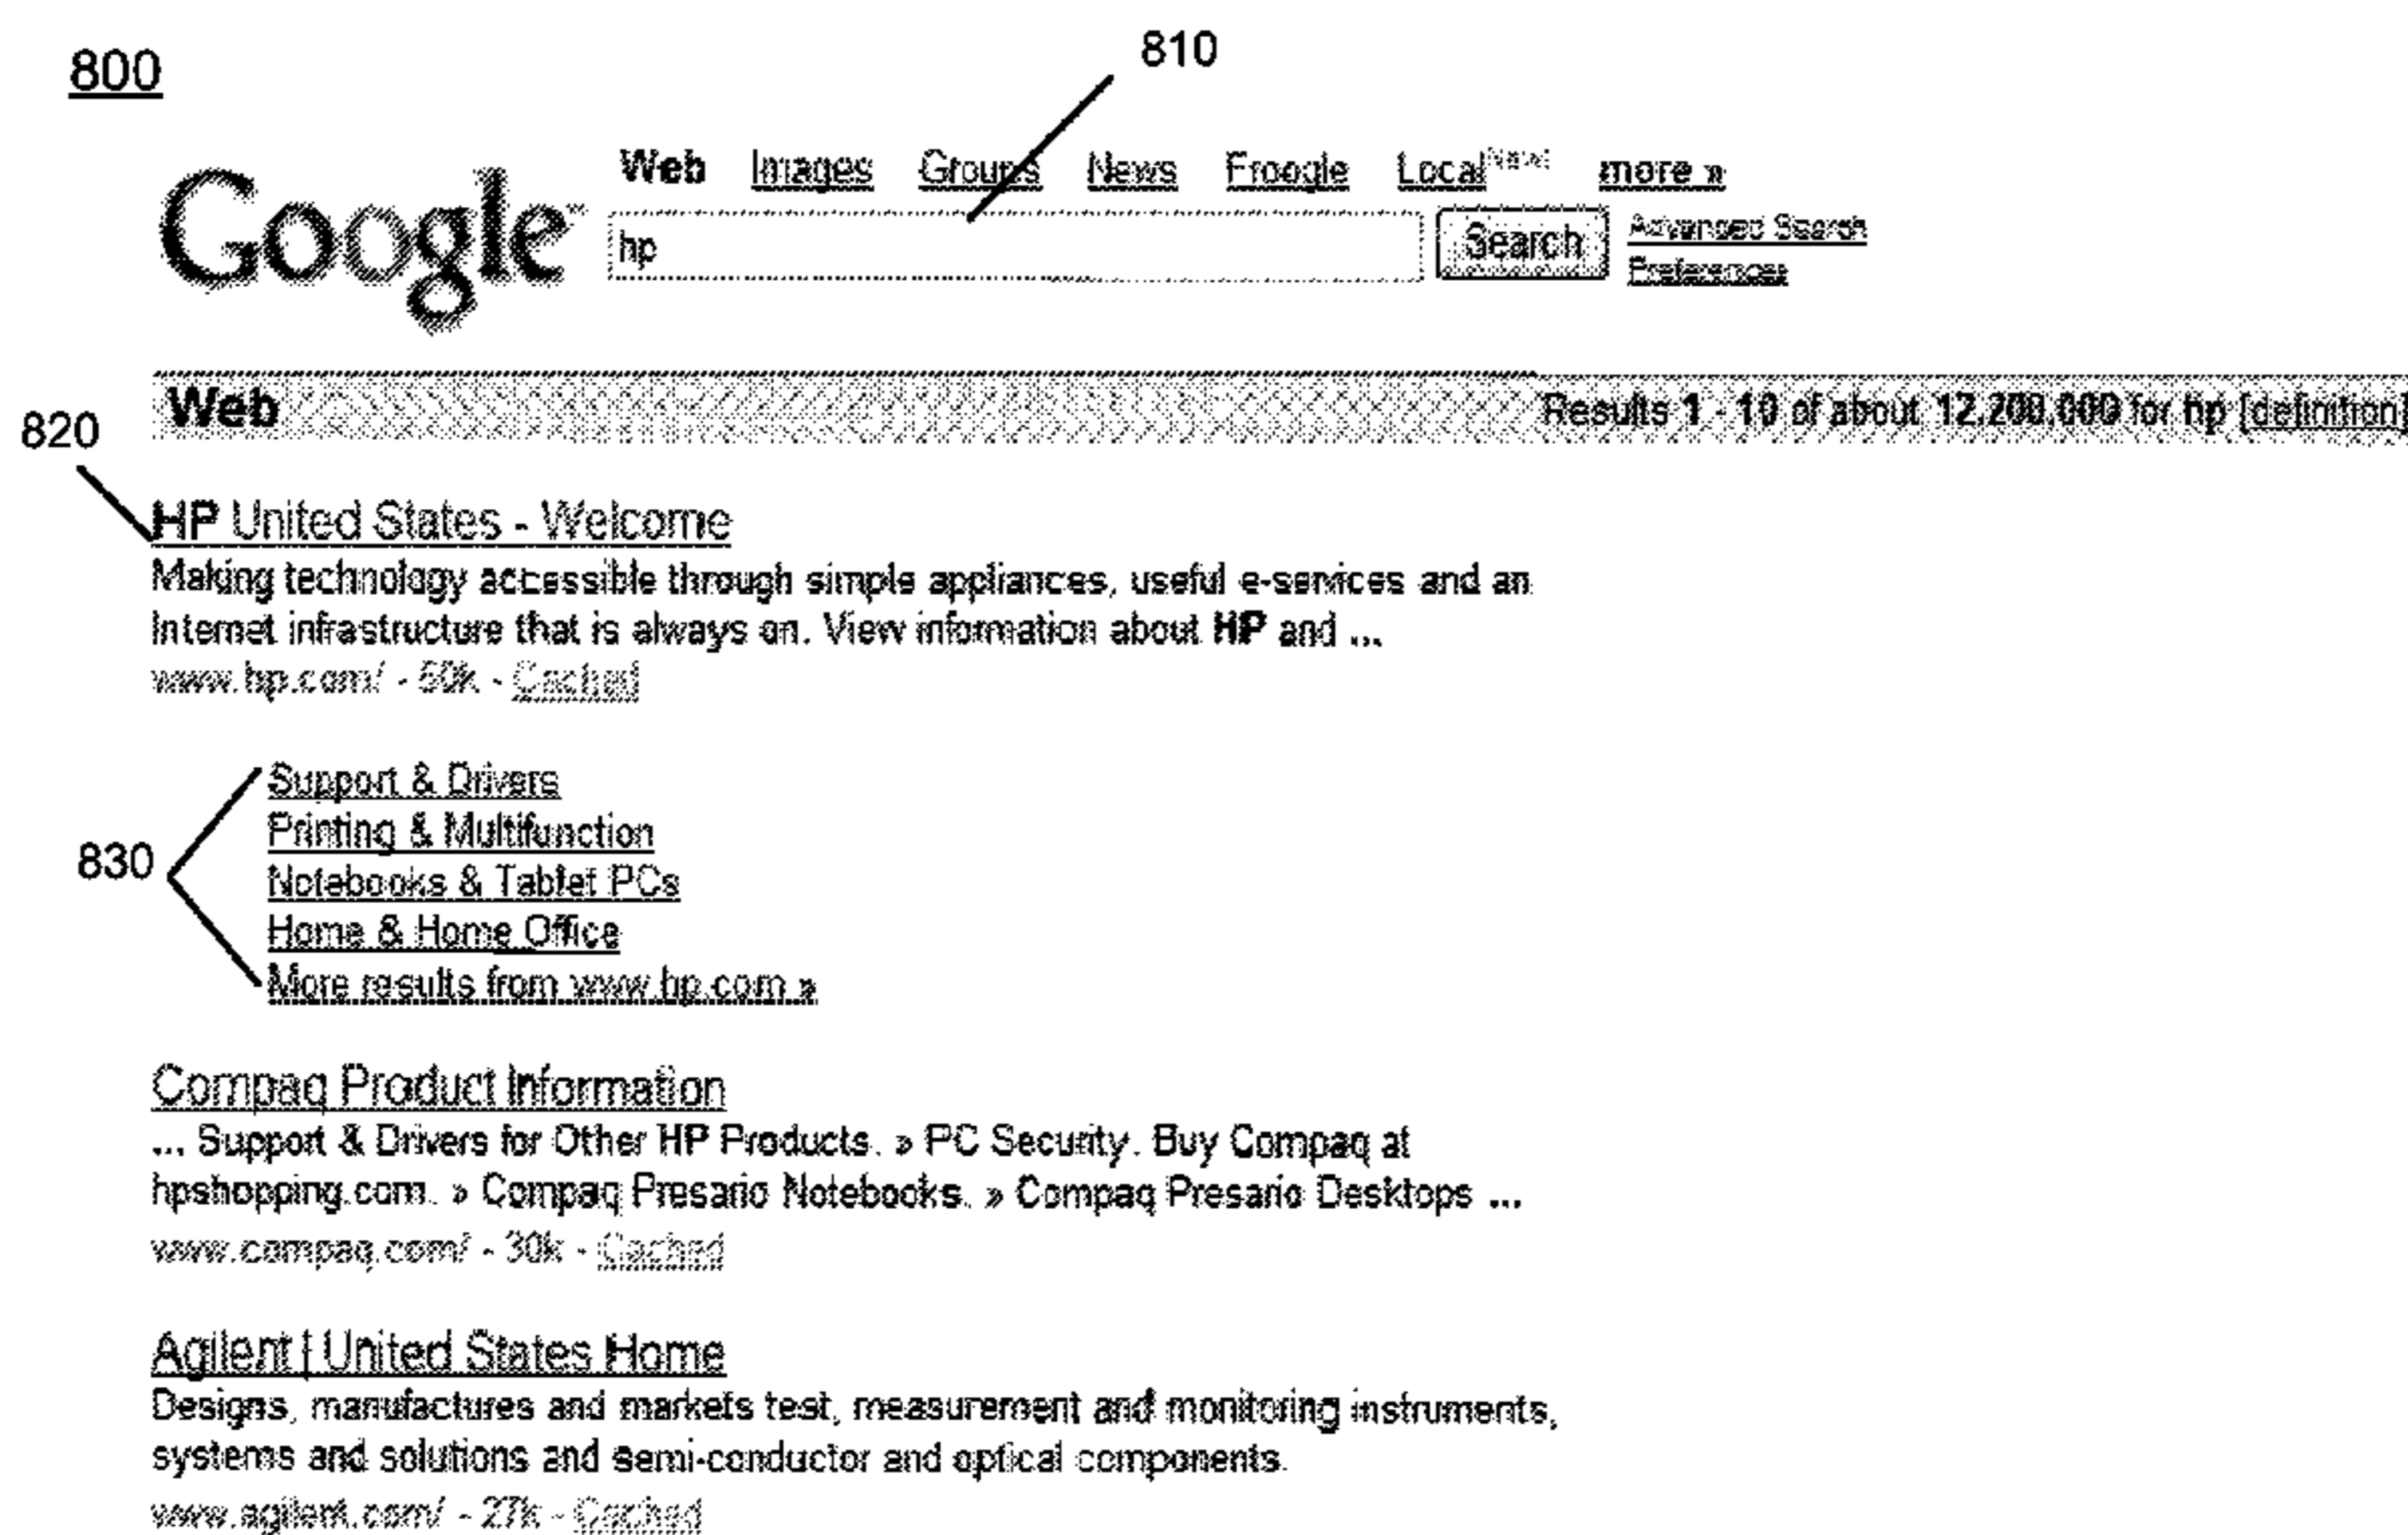 800
810
Web Images Groups News Froogle Local New! more »
Google™
hp Search Advanced Search
Preferences
Web Results 1 - 10 of about 12,200,000 for hp [definition]
820
HP United States - Welcome
Making technology accessible through simple appliances, useful e-services and an
Internet infrastructure that is always on. View information about HP and ...
www.hp.com/ - 50k - Cached
830
Support & Drivers
Printing & Multifunction
Notebooks & Tablet PCs
Home & Home Office
More results from www.hp.com »
Compaq Product Information
... Support & Drivers for Other HP Products. » PC Security. Buy Compaq at
hpshopping.com. » Compaq Presario Notebooks. » Compaq Presario Desktops ...
www.compaq.com/ - 30k - Cached
Agilent | United States Home
Designs, manufactures and markets test, measurement and monitoring instruments,
systems and solutions and semi-conductor and optical components.
www.agilent.com/ - 27k - Cached